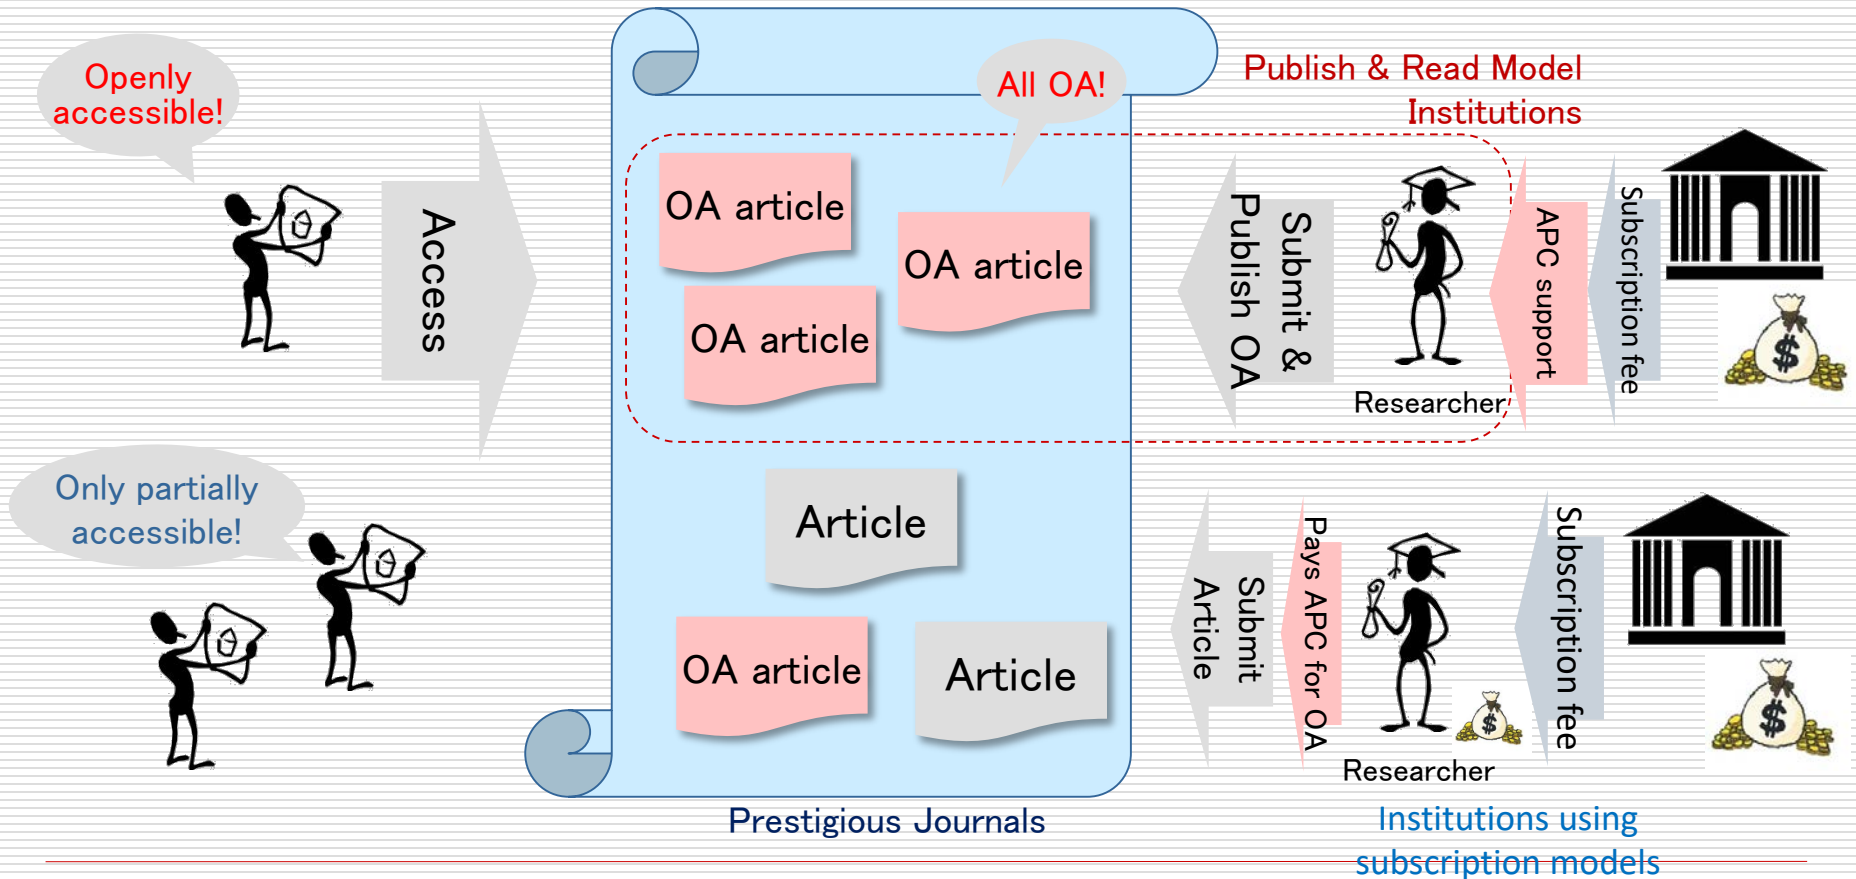 Openly
accessible!
Access
Only partially
accessible!
All OA!
OA article
OA article
OA article
Article
OA article
Article
Prestigious Journals
Publish & Read Model
Institutions
Submit &
Publish OA
Researcher
APC support
Subscription fee
$
Submit
Article
Pays APC for OA
Researcher
$
Subscription fee
$
Institutions using
subscription models